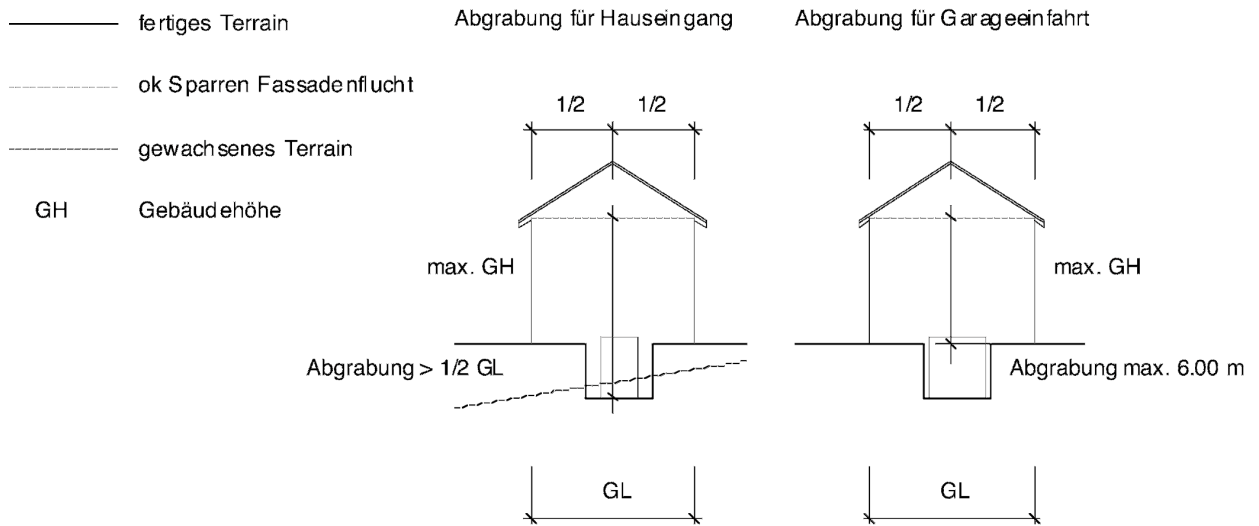 fertiges Terrain
ok Sparren Fassadenflucht
gewachsenes Terrain
GH Gebäudehöhe
Abgrabung für Hauseingang
1/2 1/2
max. GH
Abgrabung > 1/2 GL
GL
Abgrabung für Garageeinfahrt
1/2 1/2
max. GH
Abgrabung max. 6.00 m
GL